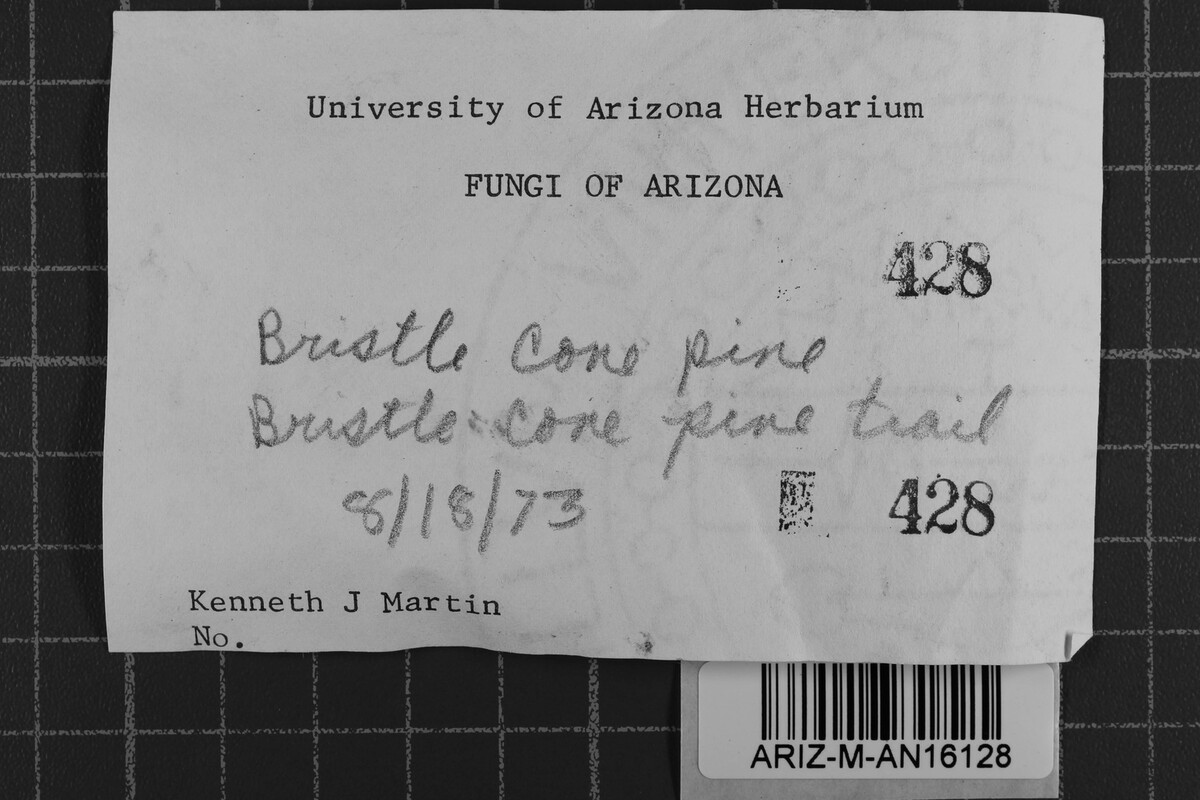 University of Arizona Herbarium
FUNGI OF ARIZONA
428
Bristle cone pine
Bristle cone pine trail
8/18/73
428
Kenneth J Martin
No.
ARIZ-M-AN16128